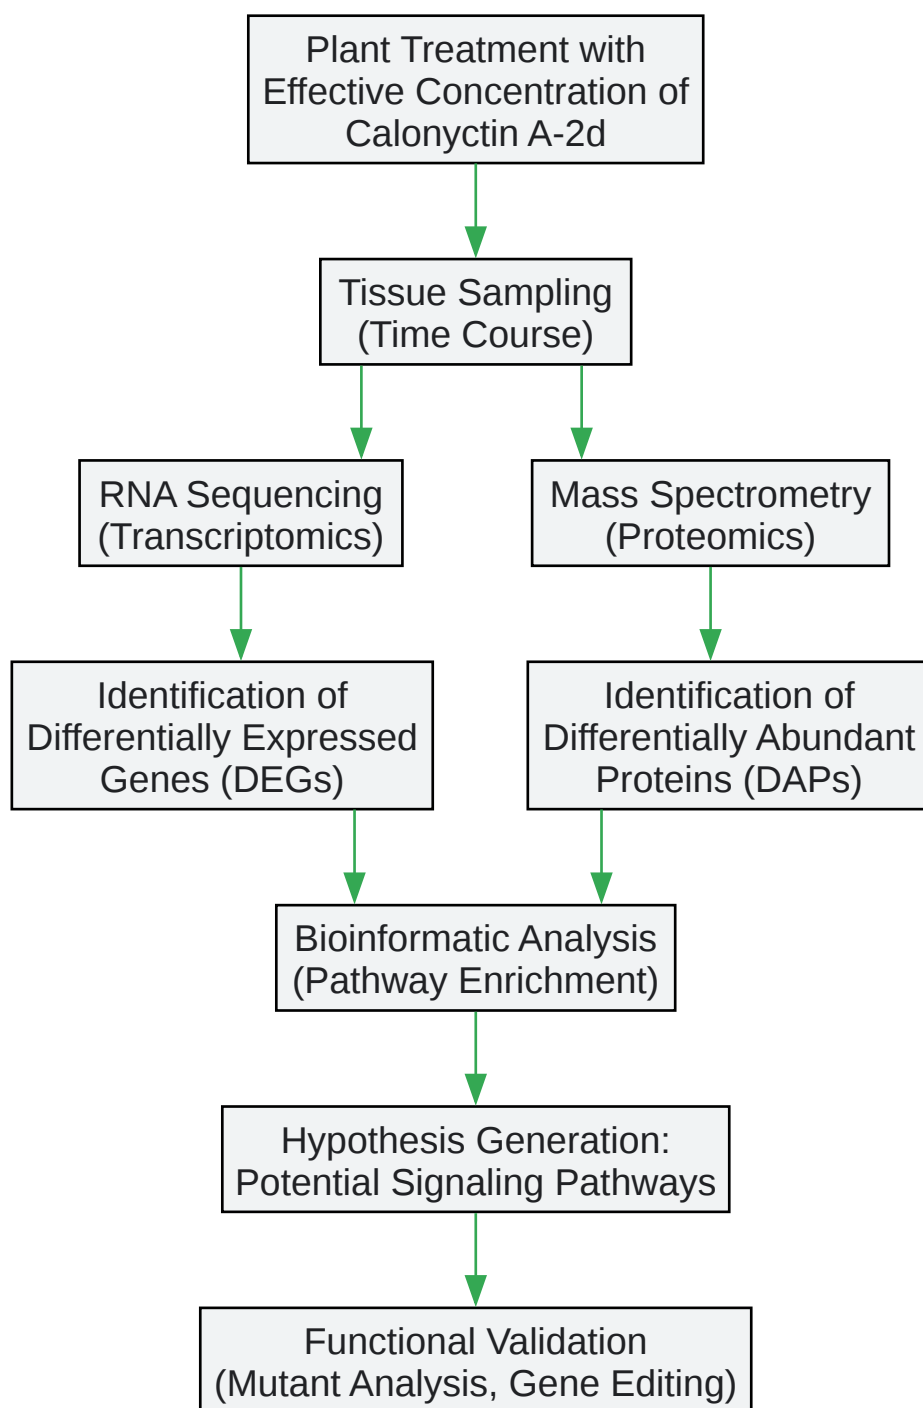 Plant Treatment with
Effective Concentration of
Calonyctin A-2d
Tissue Sampling
(Time Course)
RNA Sequencing
(Transcriptomics)
Mass Spectrometry
(Proteomics)
Identification of
Differentially Expressed
Genes (DEGs)
Identification of
Differentially Abundant
Proteins (DAPs)
Bioinformatic Analysis
(Pathway Enrichment)
Hypothesis Generation:
Potential Signaling Pathways
Functional Validation
(Mutant Analysis, Gene Editing)